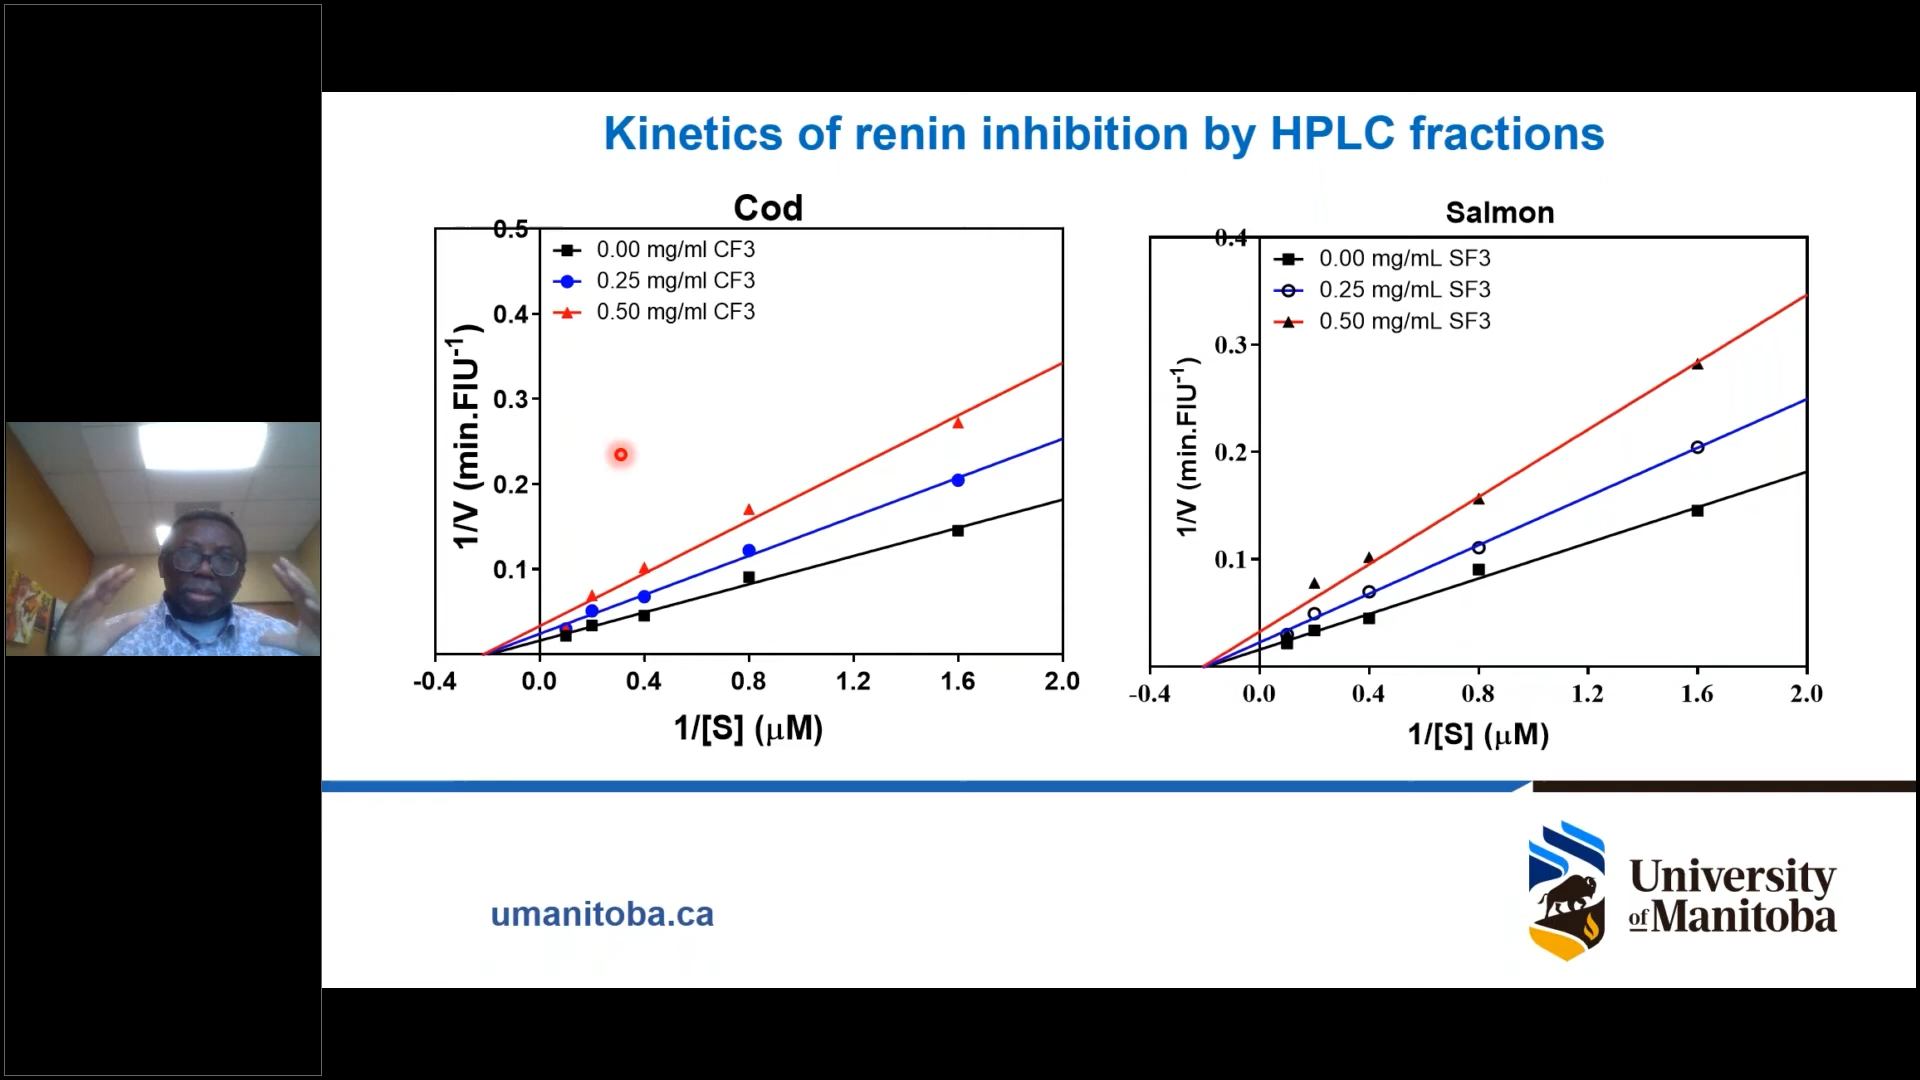 Kinetics of renin inhibition by HPLC fractions
Cod
0.00 mg/ml CF3
0.25 mg/ml CF3
0.50 mg/ml CF3
0.5
0.4
0.3
0.2
0.1
1/V (min.FIU⁻¹)
-0.4 0.0 0.4 0.8 1.2 1.6 2.0
1/[S] (μM)
Salmon
0.00 mg/mL SF3
0.25 mg/mL SF3
0.50 mg/mL SF3
0.4
0.3
0.2
0.1
1/V (min.FIU⁻¹)
-0.4 0.0 0.4 0.8 1.2 1.6 2.0
1/[S] (μM)
umanitoba.ca
University
of Manitoba